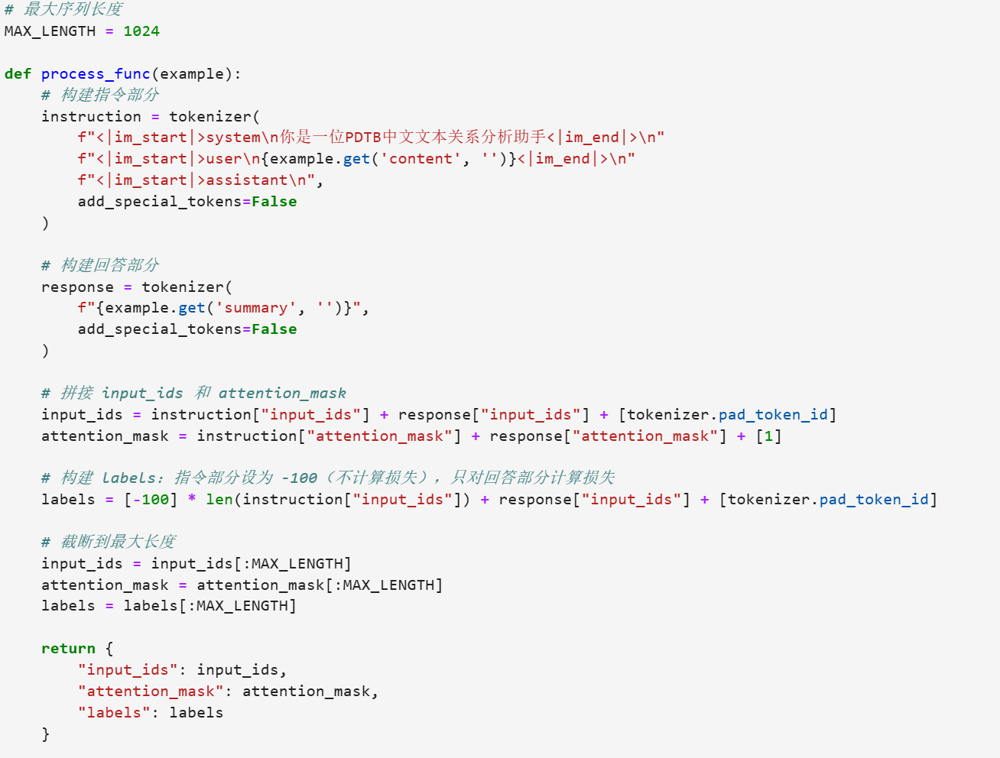 # 最大序列长度
MAX_LENGTH = 1024

def process_func(example):
    # 构建指令部分
    instruction = tokenizer(
        f"<|im_start|>system\n你是一位PDTB中文文本关系分析助手<|im_end|>\n"
        f"<|im_start|>user\n{example.get('content', '')}<|im_end|>\n"
        f"<|im_start|>assistant\n",
        add_special_tokens=False
    )

    # 构建回答部分
    response = tokenizer(
        f"{example.get('summary', '')}",
        add_special_tokens=False
    )

    # 拼接 input_ids 和 attention_mask
    input_ids = instruction["input_ids"] + response["input_ids"] + [tokenizer.pad_token_id]
    attention_mask = instruction["attention_mask"] + response["attention_mask"] + [1]

    # 构建 labels: 指令部分设为 -100（不计算损失），只对回答部分计算损失
    labels = [-100] * len(instruction["input_ids"]) + response["input_ids"] + [tokenizer.pad_token_id]

    # 截断到最大长度
    input_ids = input_ids[:MAX_LENGTH]
    attention_mask = attention_mask[:MAX_LENGTH]
    labels = labels[:MAX_LENGTH]

    return {
        "input_ids": input_ids,
        "attention_mask": attention_mask,
        "labels": labels
    }